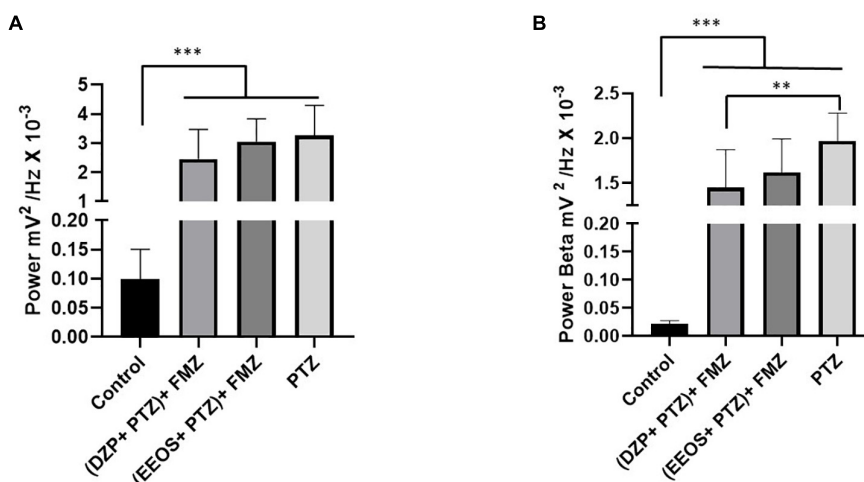 A
***
5
4
3
2
1
0.20
0.15
0.10
0.05
0.00
Power mV² /Hz X 10⁻³
Control
(DZP+ PTZ)+ FMZ
(EEOS+ PTZ)+ FMZ
PTZ
B
***
**
2.5
2.0
1.5
0.20
0.15
0.10
0.05
0.00
Power Beta mV ² /Hz X 10⁻³
Control
(DZP+ PTZ)+ FMZ
(EEOS+ PTZ)+ FMZ
PTZ